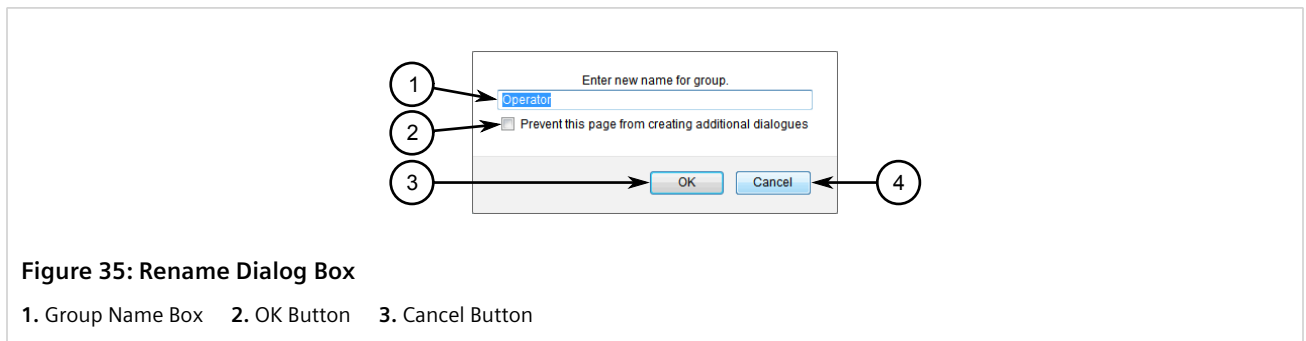 Enter new name for group.
1
Operator
2
Prevent this page from creating additional dialogues
3
OK Cancel
4
Figure 35: Rename Dialog Box
1. Group Name Box 2. OK Button 3. Cancel Button